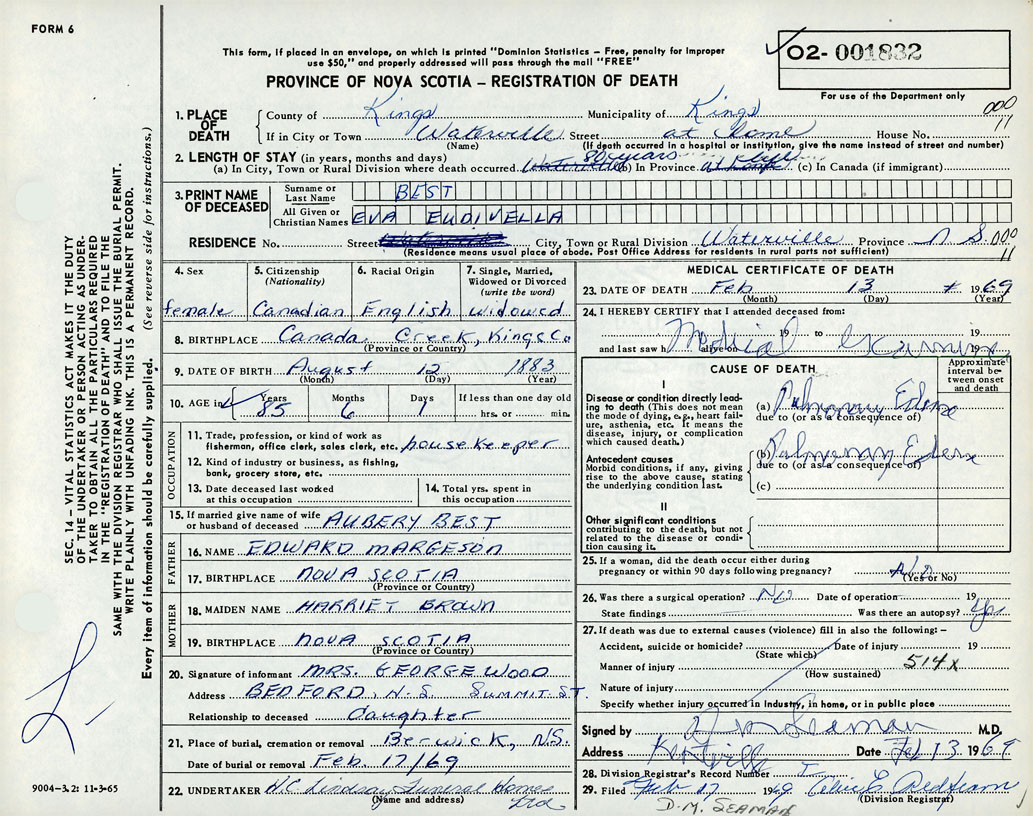 FORM 6
This form, if placed in an envelope, on which is printed "Dominion Statistics – Free, penalty for improper
use $50," and properly addressed will pass through the mail "FREE"
PROVINCE OF NOVA SCOTIA – REGISTRATION OF DEATH
02- 001832
For use of the Department only
000
11
SEC. 14 – VITAL STATISTICS ACT MAKES IT THE DUTY
OF THE UNDERTAKER OR PERSON ACTING AS UNDER-
TAKER TO OBTAIN ALL THE PARTICULARS REQUIRED
IN THE "REGISTRATION OF DEATH" AND TO FILE THE
SAME WITH THE DIVISION REGISTRAR WHO SHALL ISSUE THE BURIAL PERMIT.
WRITE PLAINLY WITH UNFADING INK. THIS IS A PERMANENT RECORD.
Every item of information should be carefully supplied. (See reverse side for instructions.)
1. PLACE OF DEATH County of Kings Municipality of Kings
If in City or Town Waterville Street at home House No.
(Name) (If death occurred in a hospital or institution, give the name instead of street and number)
2. LENGTH OF STAY (in years, months and days)
(a) In City, Town or Rural Division where death occurred 80 years (b) In Province life (c) In Canada (if immigrant)
3. PRINT NAME OF DECEASED
Surname or Last Name BEST
All Given or Christian Names EVA EUDIVELLA
RESIDENCE No. Street City, Town or Rural Division Waterville Province N S. 000
(Residence means usual place of abode. Post Office Address for residents in rural parts not sufficient) 11
4. Sex female
5. Citizenship (Nationality) Canadian
6. Racial Origin English
7. Single, Married, Widowed or Divorced (write the word) widowed
8. BIRTHPLACE Canada Creek, Kings Co
(Province or Country)
9. DATE OF BIRTH August 12 1883
(Month) (Day) (Year)
10. AGE in Years 85 Months 6 Days 1 If less than one day old
hrs. or min.
OCCUPATION
11. Trade, profession, or kind of work as
fisherman, office clerk, sales clerk, etc. housekeeper
12. Kind of industry or business, as fishing,
bank, grocery store, etc.
13. Date deceased last worked at this occupation
14. Total yrs. spent in this occupation
15. If married give name of wife or husband of deceased AUBERY BEST
FATHER
16. NAME EDWARD MARGESON
17. BIRTHPLACE NOVA SCOTIA
(Province or Country)
MOTHER
18. MAIDEN NAME HARRIET BROWN
19. BIRTHPLACE NOVA SCOTIA
(Province or Country)
20. Signature of informant MRS. GEORGE WOOD
Address BEDFORD, N.S. SUMMIT ST.
Relationship to deceased daughter
21. Place of burial, cremation or removal Berwick, N.S.
Date of burial or removal Feb. 17/69
22. UNDERTAKER H.C. Lindsay Funeral Homes Ltd
(Name and address)
9004-3.2: 11-3-65
MEDICAL CERTIFICATE OF DEATH
23. DATE OF DEATH Feb 13 1969
(Month) (Day) (Year)
24. I HEREBY CERTIFY that I attended deceased from:
19 to 19
and last saw h alive on 19
Medical
CAUSE OF DEATH
Approximate interval between onset and death
I
Disease or condition directly leading to death (This does not mean the mode of dying, e.g., heart failure, asthenia, etc. It means the disease, injury, or complication which caused death.)
(a) Pulmonary Edema
due to (or as a consequence of)
Antecedent causes
Morbid conditions, if any, giving rise to the above cause, stating the underlying condition last.
(b) Pulmonary Edema
due to (or as a consequence of)
(c)
II
Other significant conditions
contributing to the death, but not related to the disease or condition causing it.
25. If a woman, did the death occur either during
pregnancy or within 90 days following pregnancy? No
(Yes or No)
26. Was there a surgical operation? No Date of operation 19
State findings Was there an autopsy? Yes
27. If death was due to external causes (violence) fill in also the following: –
Accident, suicide or homicide? Date of injury 19
(State which)
Manner of injury 514x
(How sustained)
Nature of injury
Specify whether injury occurred in Industry, in home, or in public place
Signed by D M Seaman M.D.
Address Kentville Date Feb 13 1969
28. Division Registrar's Record Number
29. Filed Feb 17 1969
(Division Registrar)
D.M. SEAMAN